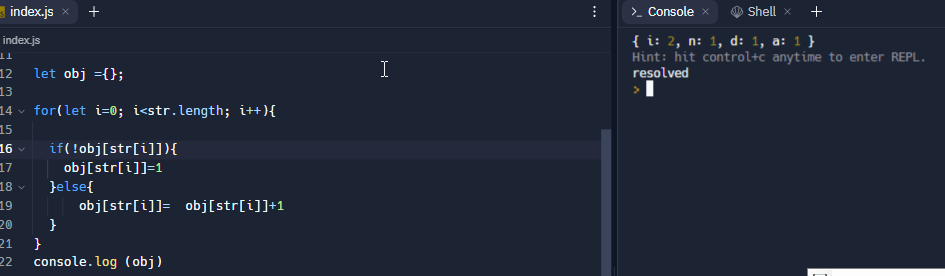 index.js
Console
Shell
index.js
11
12 let obj ={};
13
14 for(let i=0; i<str.length; i++){
15
16 if(!obj[str[i]]){
17 obj[str[i]]=1
18 }else{
19 obj[str[i]]=  obj[str[i]]+1
20 }
21 }
22 console.log (obj)
{ i: 2, n: 1, d: 1, a: 1 }
Hint: hit control+c anytime to enter REPL.
resolved
>